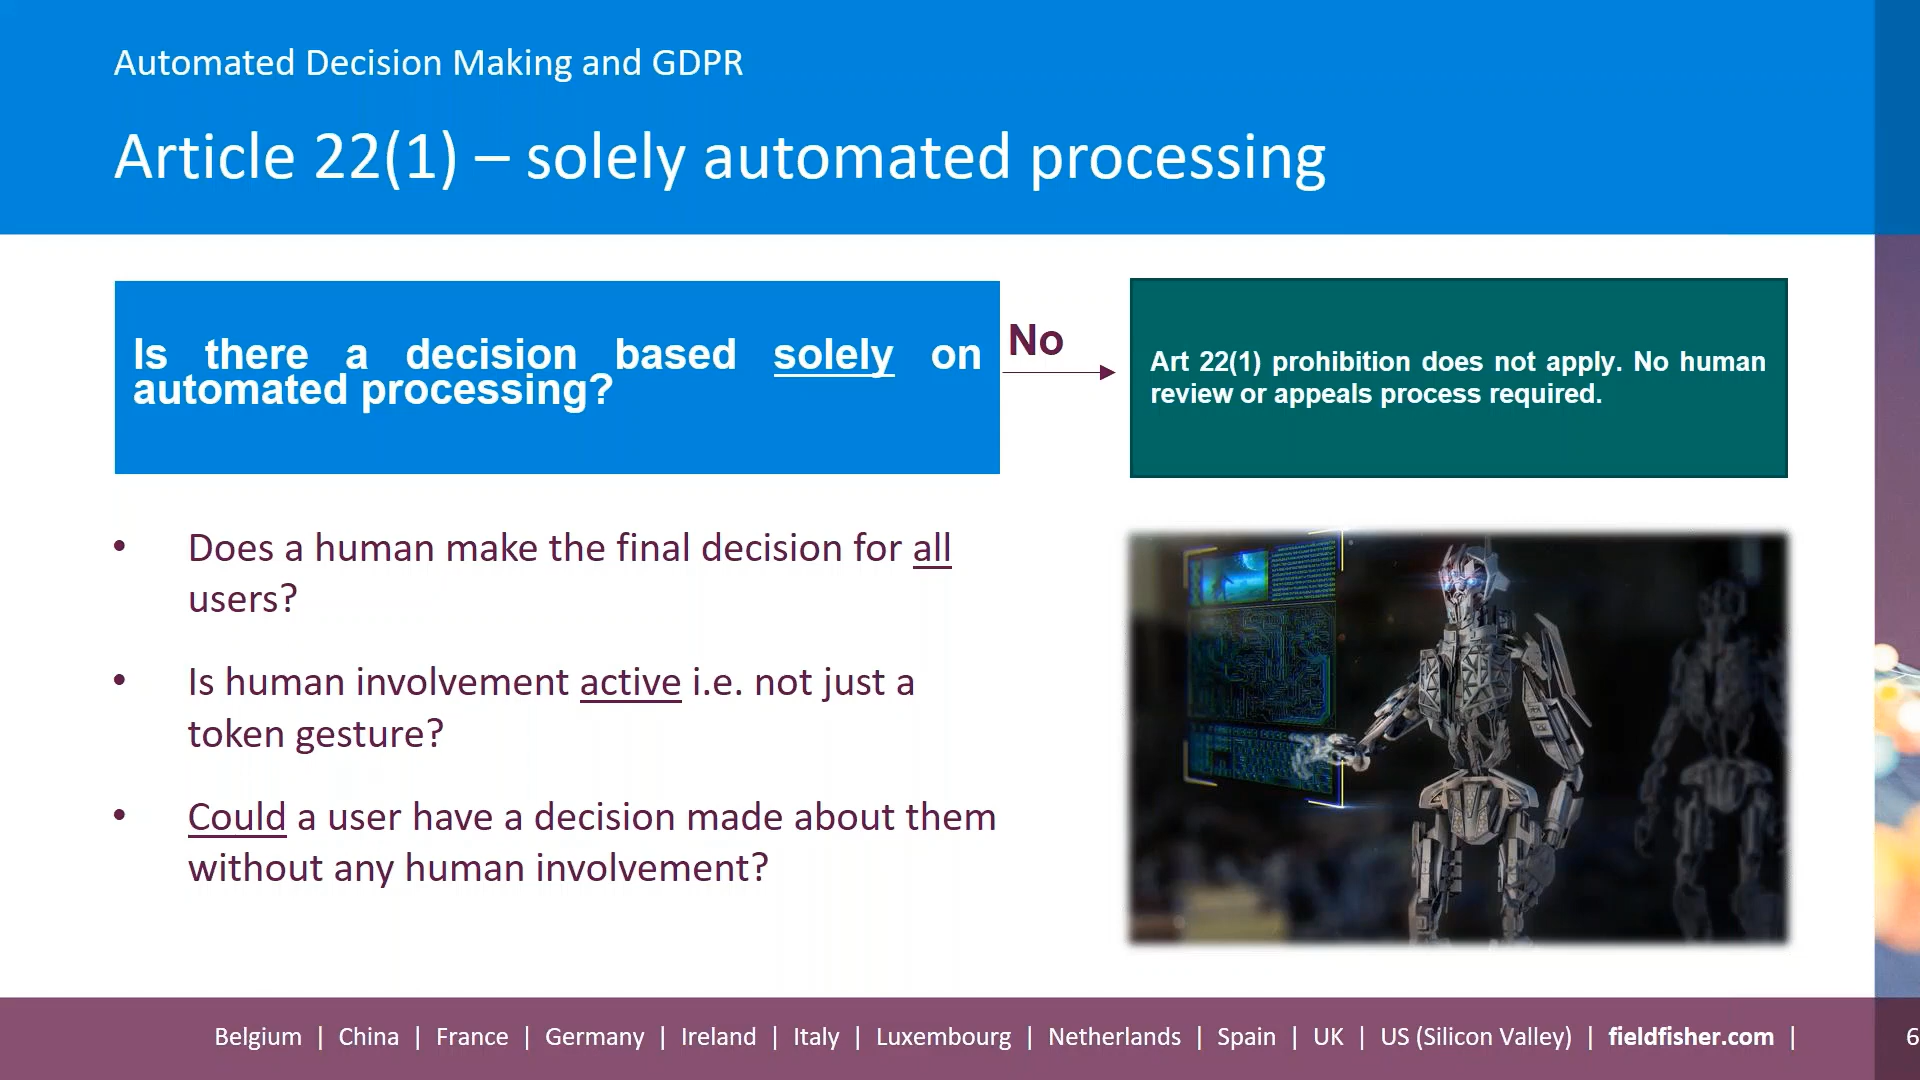 Automated Decision Making and GDPR
Article 22(1) – solely automated processing
Is there a decision based solely on
automated processing?
No
Art 22(1) prohibition does not apply. No human
review or appeals process required.
• Does a human make the final decision for all
users?
• Is human involvement active i.e. not just a
token gesture?
• Could a user have a decision made about them
without any human involvement?
Belgium | China | France | Germany | Ireland | Italy | Luxembourg | Netherlands | Spain | UK | US (Silicon Valley) | fieldfisher.com |
6